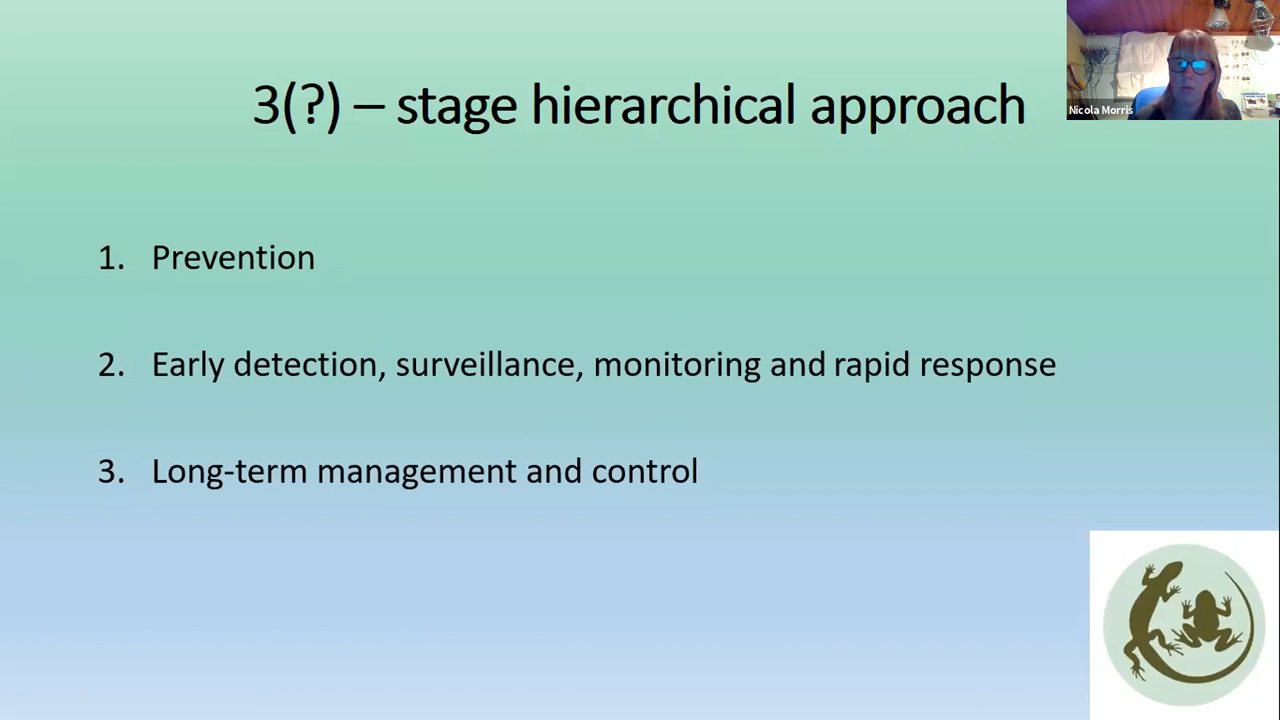 3(?) – stage hierarchical approach
Nicola Morris
1. Prevention
2. Early detection, surveillance, monitoring and rapid response
3. Long-term management and control